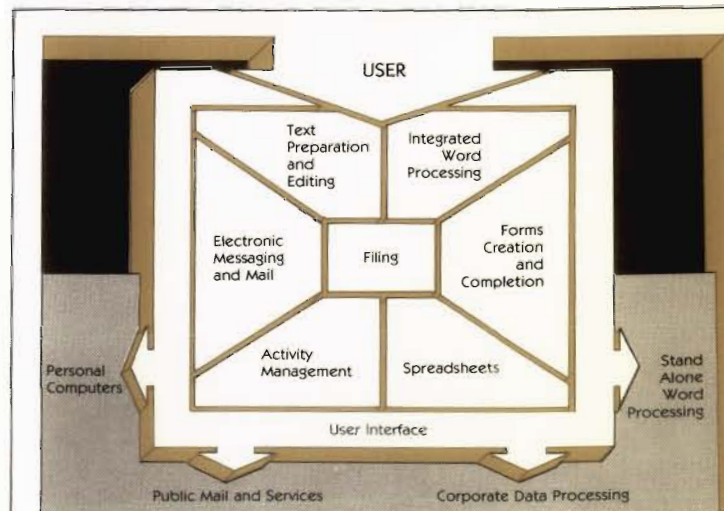 USER
Text
Preparation
and
Editing
Integrated
Word
Processing
Electronic
Messaging
and Mail
Filing
Forms
Creation
and
Completion
Activity
Management
Spreadsheets
Personal
Computers
Stand
Alone
Word
Processing
User Interface
Public Mail and Services
Corporate Data Processing